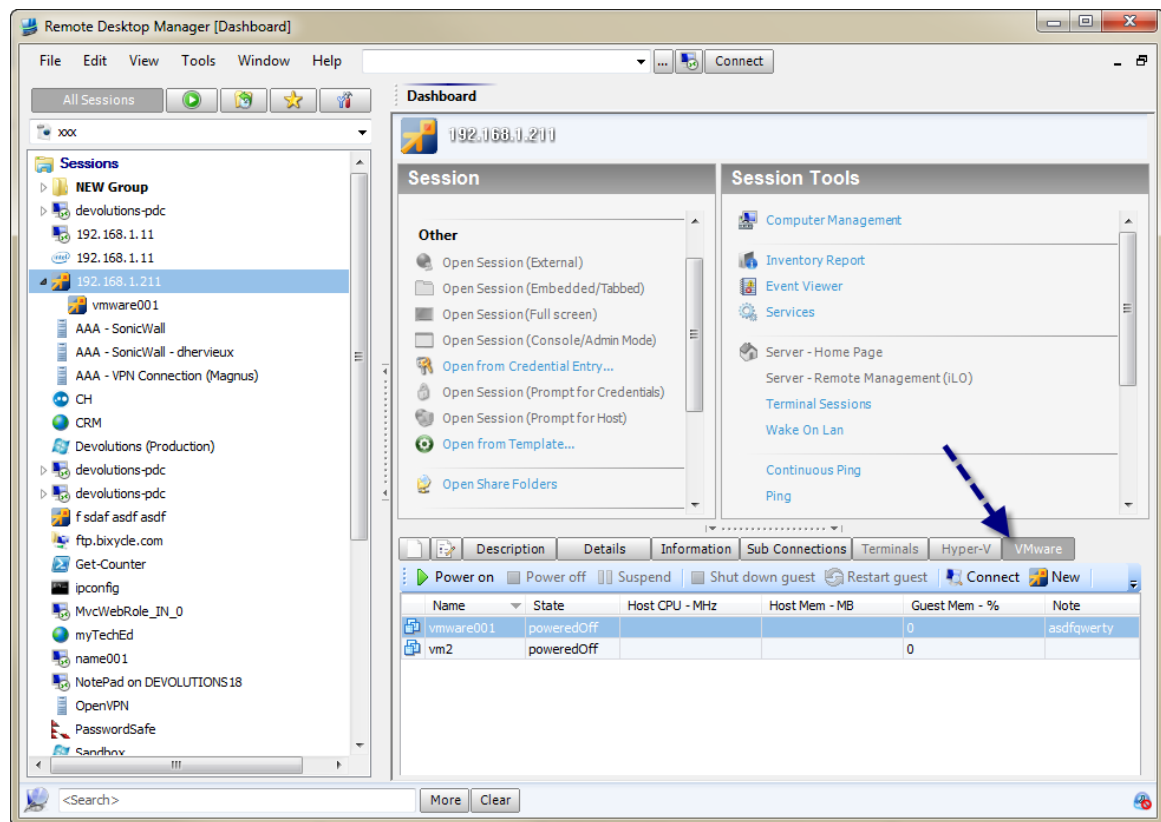 Remote Desktop Manager [Dashboard]
File Edit View Tools Window Help ... Connect
All Sessions
Dashboard
xxx
192.168.1.211
Sessions
NEW Group
devolutions-pdc
192.168.1.11
192.168.1.11
192.168.1.211
vmware001
AAA - SonicWall
AAA - SonicWall - dhervieux
AAA - VPN Connection (Magnus)
CH
CRM
Devolutions (Production)
devolutions-pdc
devolutions-pdc
f sdaf asdf asdf
ftp.bixycle.com
Get-Counter
ipconfig
MvcWebRole_IN_0
myTechEd
name001
NotePad on DEVOLUTIONS18
OpenVPN
PasswordSafe
Sandbox
Session
Other
Open Session (External)
Open Session (Embedded/Tabbed)
Open Session (Full screen)
Open Session (Console/Admin Mode)
Open from Credential Entry...
Open Session (Prompt for Credentials)
Open Session (Prompt for Host)
Open from Template...
Open Share Folders
Session Tools
Computer Management
Inventory Report
Event Viewer
Services
Server - Home Page
Server - Remote Management (iLO)
Terminal Sessions
Wake On Lan
Continuous Ping
Ping
Description Details Information Sub Connections Terminals Hyper-V VMware
Power on Power off Suspend Shut down guest Restart guest Connect New
Name State Host CPU - MHz Host Mem - MB Guest Mem - % Note
vmware001 poweredOff 0 asdfqwerty
vm2 poweredOff 0
<Search> More Clear